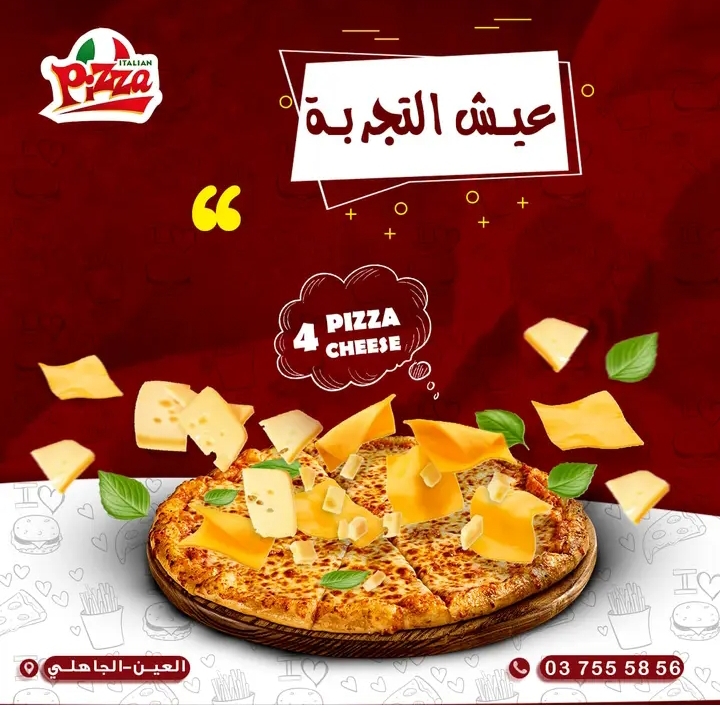 ITALIAN
Pizza
عيش التجربة
4 PIZZA
CHEESE
العين-الجاهلي
03 755 58 56